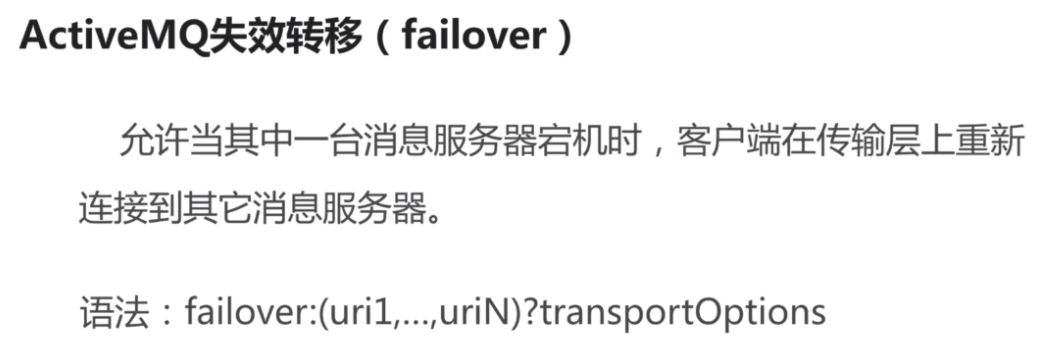 ActiveMQ失效转移（failover）
允许当其中一台消息服务器宕机时，客户端在传输层上重新
连接到其它消息服务器。
语法：failover:(uri1,...,uriN)?transportOptions